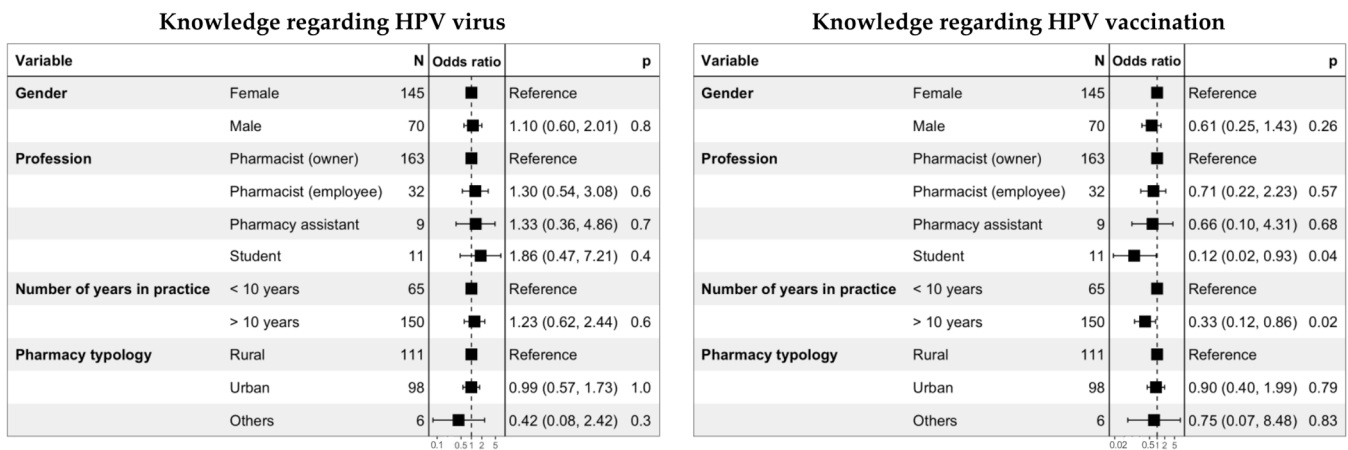 Knowledge regarding HPV virus
Variable N Odds ratio p
Gender Female 145 Reference
Male 70 1.10 (0.60, 2.01) 0.8
Profession Pharmacist (owner) 163 Reference
Pharmacist (employee) 32 1.30 (0.54, 3.08) 0.6
Pharmacy assistant 9 1.33 (0.36, 4.86) 0.7
Student 11 1.86 (0.47, 7.21) 0.4
Number of years in practice < 10 years 65 Reference
> 10 years 150 1.23 (0.62, 2.44) 0.6
Pharmacy typology Rural 111 Reference
Urban 98 0.99 (0.57, 1.73) 1.0
Others 6 0.42 (0.08, 2.42) 0.3
0.1 0.5 1 2 5
Knowledge regarding HPV vaccination
Variable N Odds ratio p
Gender Female 145 Reference
Male 70 0.61 (0.25, 1.43) 0.26
Profession Pharmacist (owner) 163 Reference
Pharmacist (employee) 32 0.71 (0.22, 2.23) 0.57
Pharmacy assistant 9 0.66 (0.10, 4.31) 0.68
Student 11 0.12 (0.02, 0.93) 0.04
Number of years in practice < 10 years 65 Reference
> 10 years 150 0.33 (0.12, 0.86) 0.02
Pharmacy typology Rural 111 Reference
Urban 98 0.90 (0.40, 1.99) 0.79
Others 6 0.75 (0.07, 8.48) 0.83
0.02 0.5 1 2 5